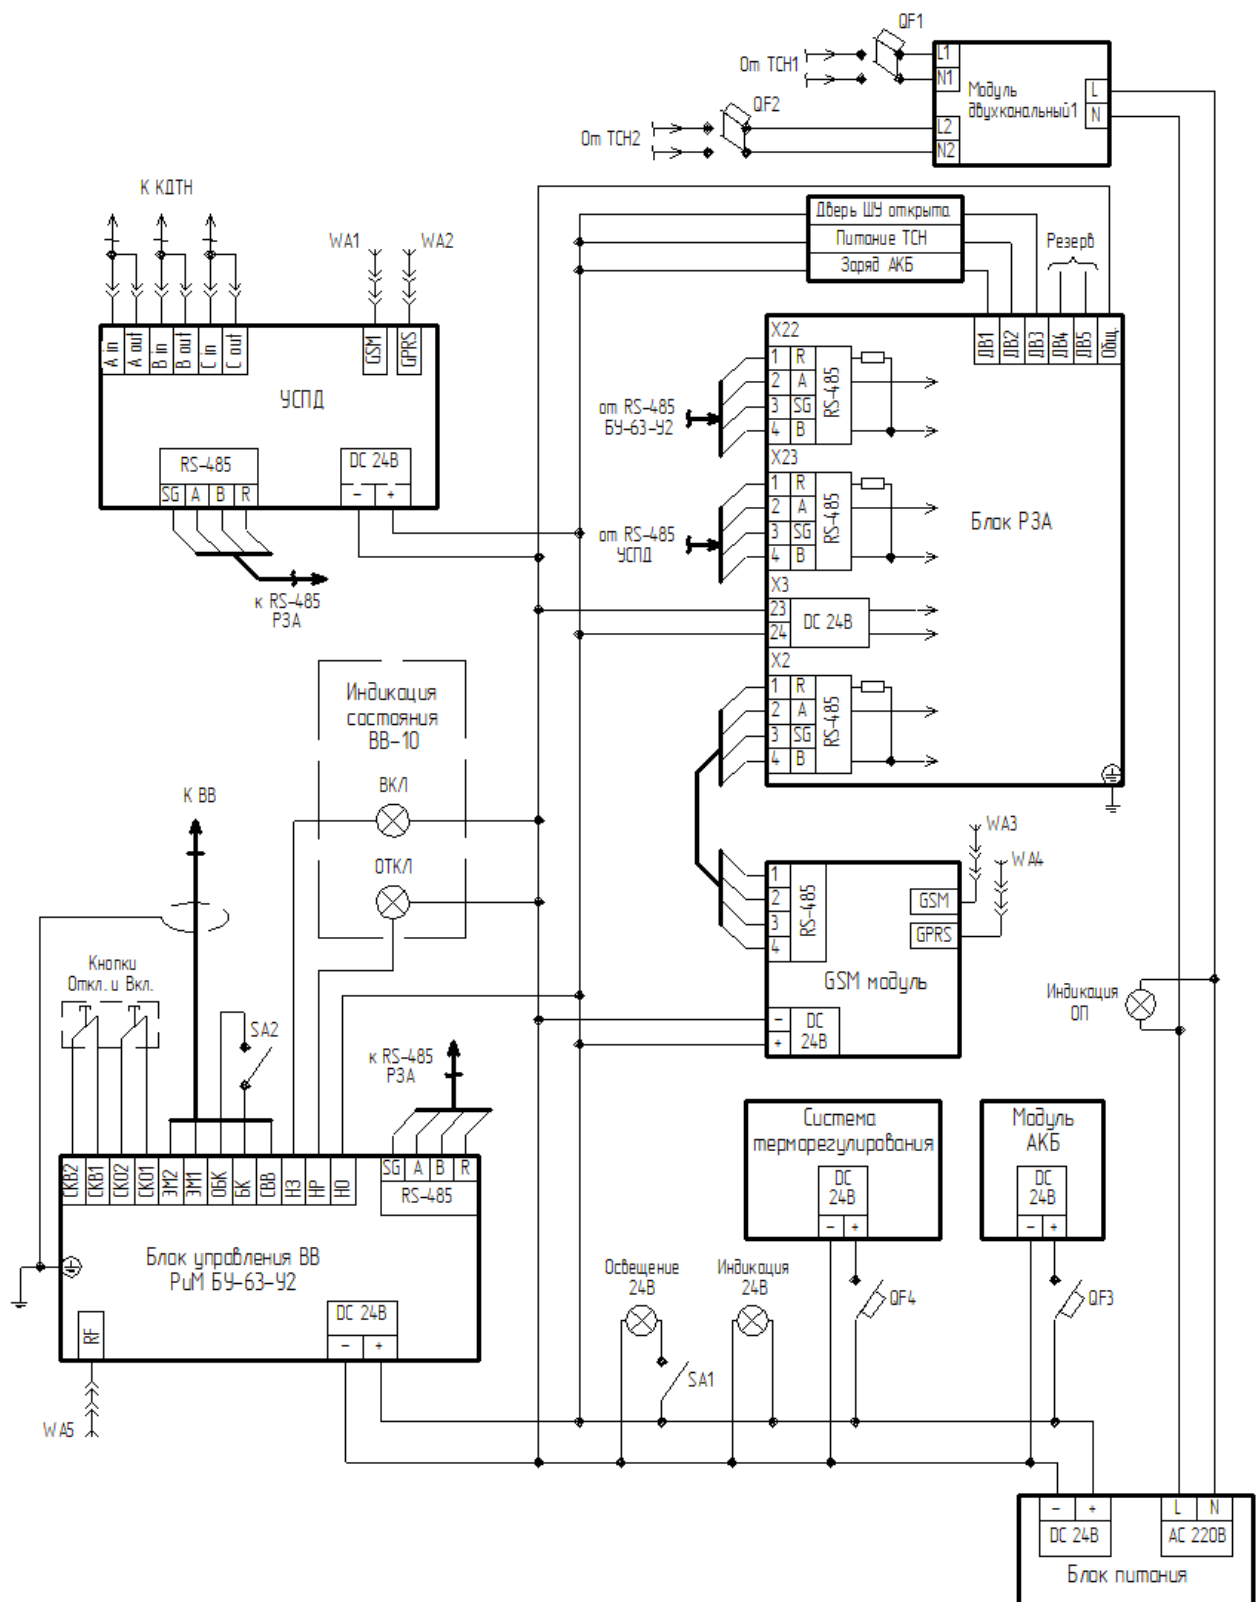 QF1
От ТСН1
L1
N1
Модуль
двухканальный1
L
N
QF2
От ТСН2
L2
N2
К КДТН
WA1
WA2
Дверь ШУ открыта
Питание ТСН
Заряд АКБ
Резерв
A in
A out
B in
B out
C in
C out
GSM
GPRS
УСПД
RS-485
SG A B R
DC 24В
- +
к RS-485
РЗА
X22
1 R
2 A
3 SG
4 B
RS-485
ДВ1
ДВ2
ДВ3
ДВ4
ДВ5
Общ.
от RS-485
БУ-63-У2
X23
1 R
2 A
3 SG
4 B
RS-485
Блок РЗА
от RS-485
УСПД
X3
23
24
DC 24В
X2
1 R
2 A
3 SG
4 B
RS-485
Индикация
состояния
ВВ-10
ВКЛ
ОТКЛ
К ВВ
WA3
WA4
1
2
3
4
RS-485
GSM
GPRS
GSM модуль
- DC
+ 24В
Индикация
ОП
Кнопки
Откл. и Вкл.
SA2
к RS-485
РЗА
СКВ2
СКВ1
СКО2
СКО1
ЭМ2
ЭМ1
ОБК
БК
СВВ
НЗ
НР
НО
SG A B R
RS-485
Блок управления ВВ
РиМ БУ-63-У2
RF
DC 24В
- +
WA5
Система
терморегулирования
DC
24В
- +
Модуль
АКБ
DC
24В
- +
Освещение
24В
Индикация
24В
QF4
QF3
SA1
- +
DC 24В
L N
AC 220В
Блок питания